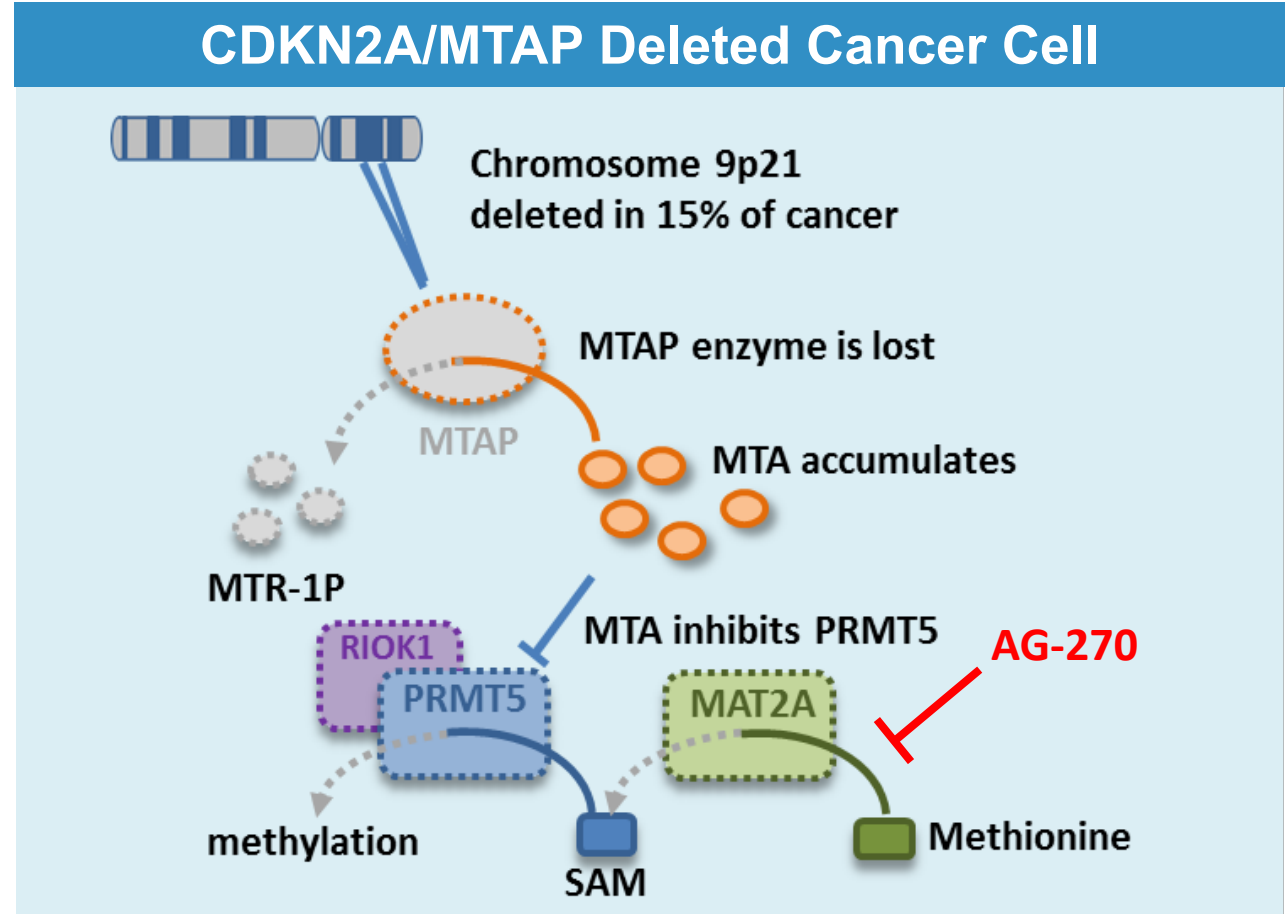 CDKN2A/MTAP Deleted Cancer Cell
Chromosome 9p21
deleted in 15% of cancer
MTAP enzyme is lost
MTAP
MTA accumulates
MTR-1P
MTA inhibits PRMT5
AG-270
RIOK1
PRMT5
MAT2A
methylation
Methionine
SAM